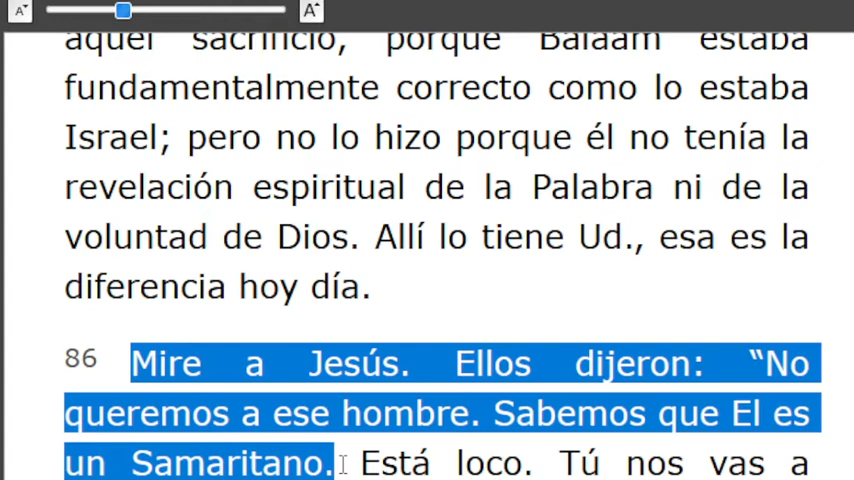 A A
aquel sacrificio, porque Balaam estaba
fundamentalmente correcto como lo estaba
Israel; pero no lo hizo porque él no tenía la
revelación espiritual de la Palabra ni de la
voluntad de Dios. Allí lo tiene Ud., esa es la
diferencia hoy día.
86 Mire a Jesús. Ellos dijeron: “No
queremos a ese hombre. Sabemos que El es
un Samaritano. Está loco. Tú nos vas a